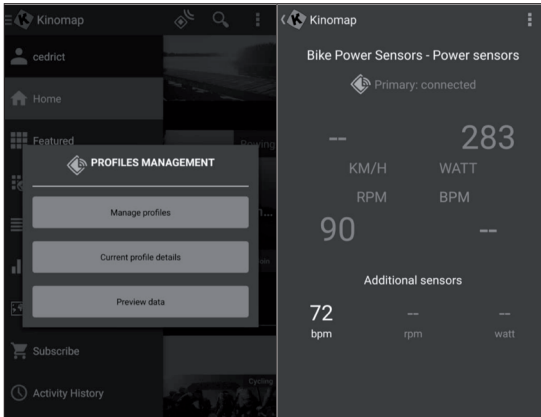 Kinomap
cedrict
Home
Featured
Rowing
PROFILES MANAGEMENT
Manage profiles
Current profile details
Preview data
Subscribe
Activity History
Cycling
Kinomap
Bike Power Sensors - Power sensors
Primary: connected
-- 283
KM/H WATT
RPM BPM
90 --
Additional sensors
72 -- --
bpm rpm watt